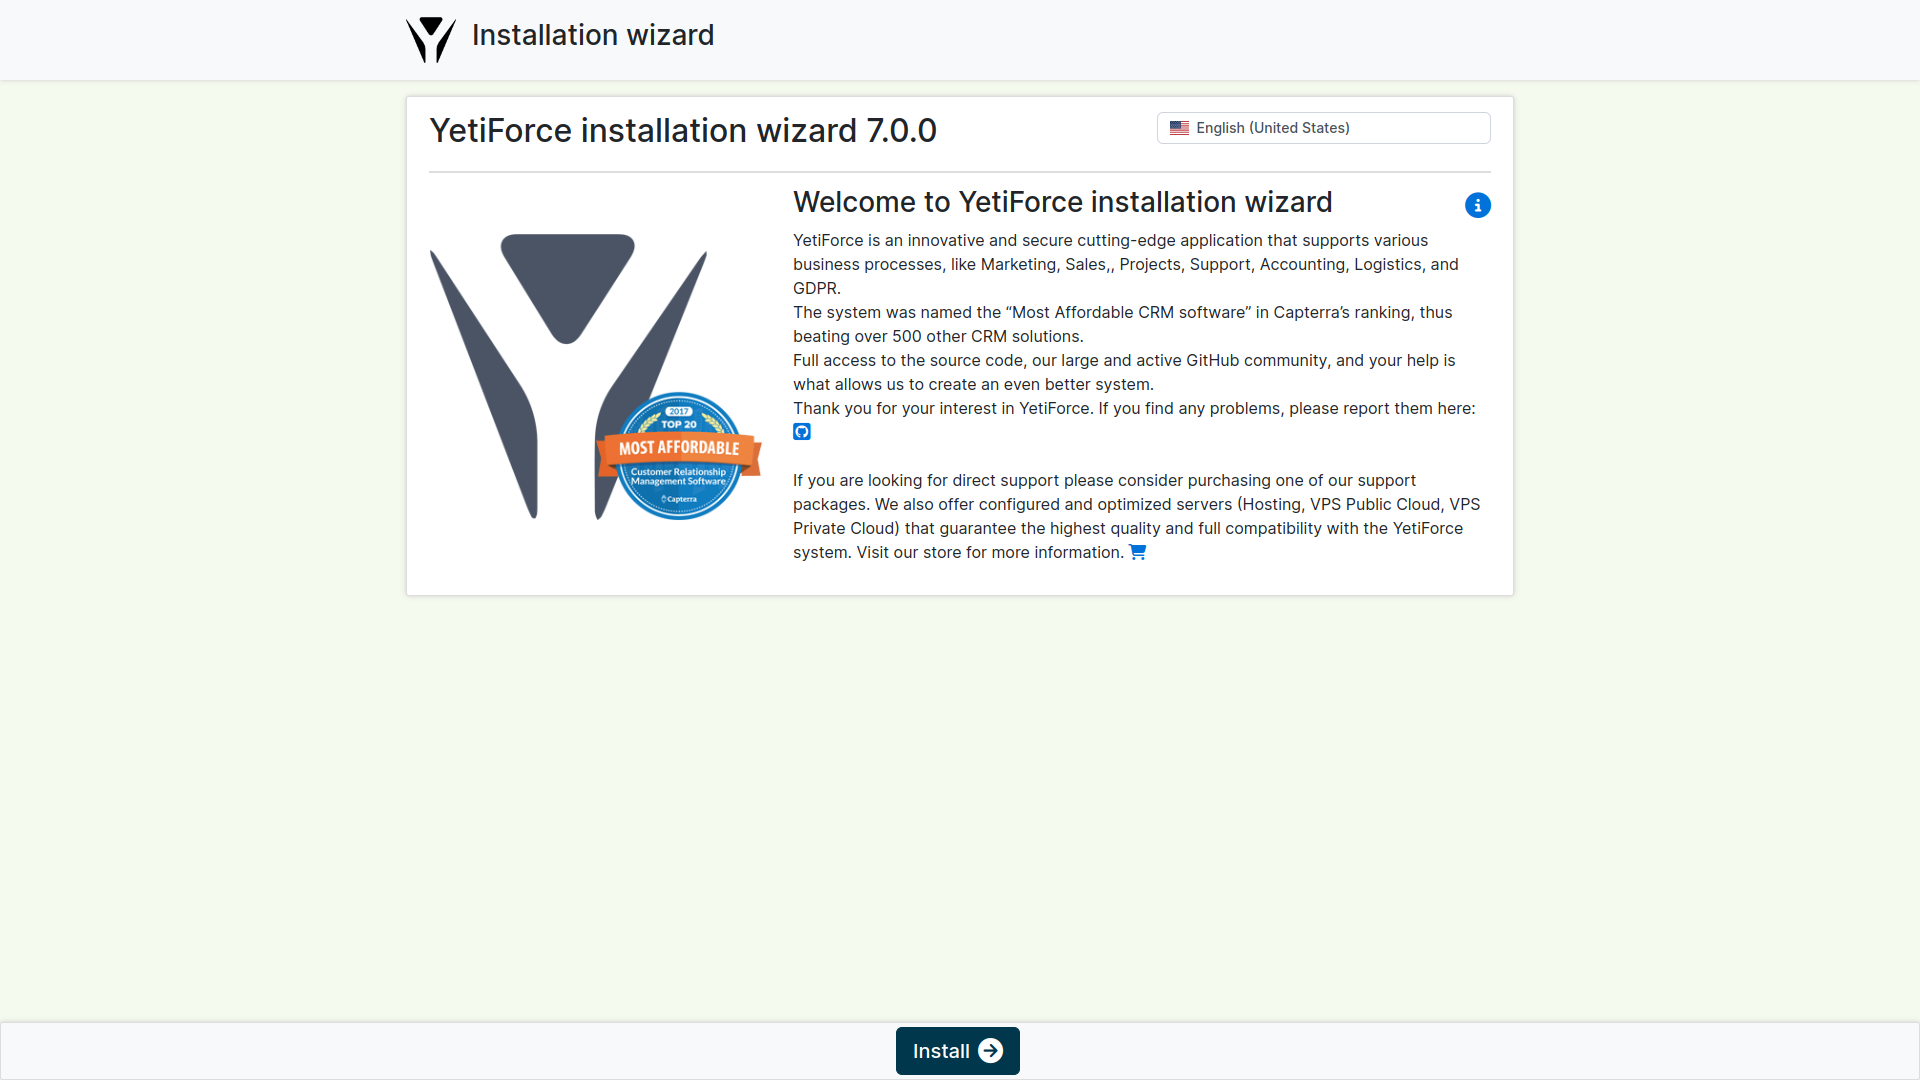 Installation wizard
YetiForce installation wizard 7.0.0
English (United States)
Welcome to YetiForce installation wizard
YetiForce is an innovative and secure cutting-edge application that supports various
business processes, like Marketing, Sales,, Projects, Support, Accounting, Logistics, and
GDPR.
The system was named the “Most Affordable CRM software” in Capterra’s ranking, thus
beating over 500 other CRM solutions.
Full access to the source code, our large and active GitHub community, and your help is
what allows us to create an even better system.
Thank you for your interest in YetiForce. If you find any problems, please report them here:
If you are looking for direct support please consider purchasing one of our support
packages. We also offer configured and optimized servers (Hosting, VPS Public Cloud, VPS
Private Cloud) that guarantee the highest quality and full compatibility with the YetiForce
system. Visit our store for more information.
2017
TOP 20
MOST AFFORDABLE
Customer Relationship
Management Software
Capterra
Install